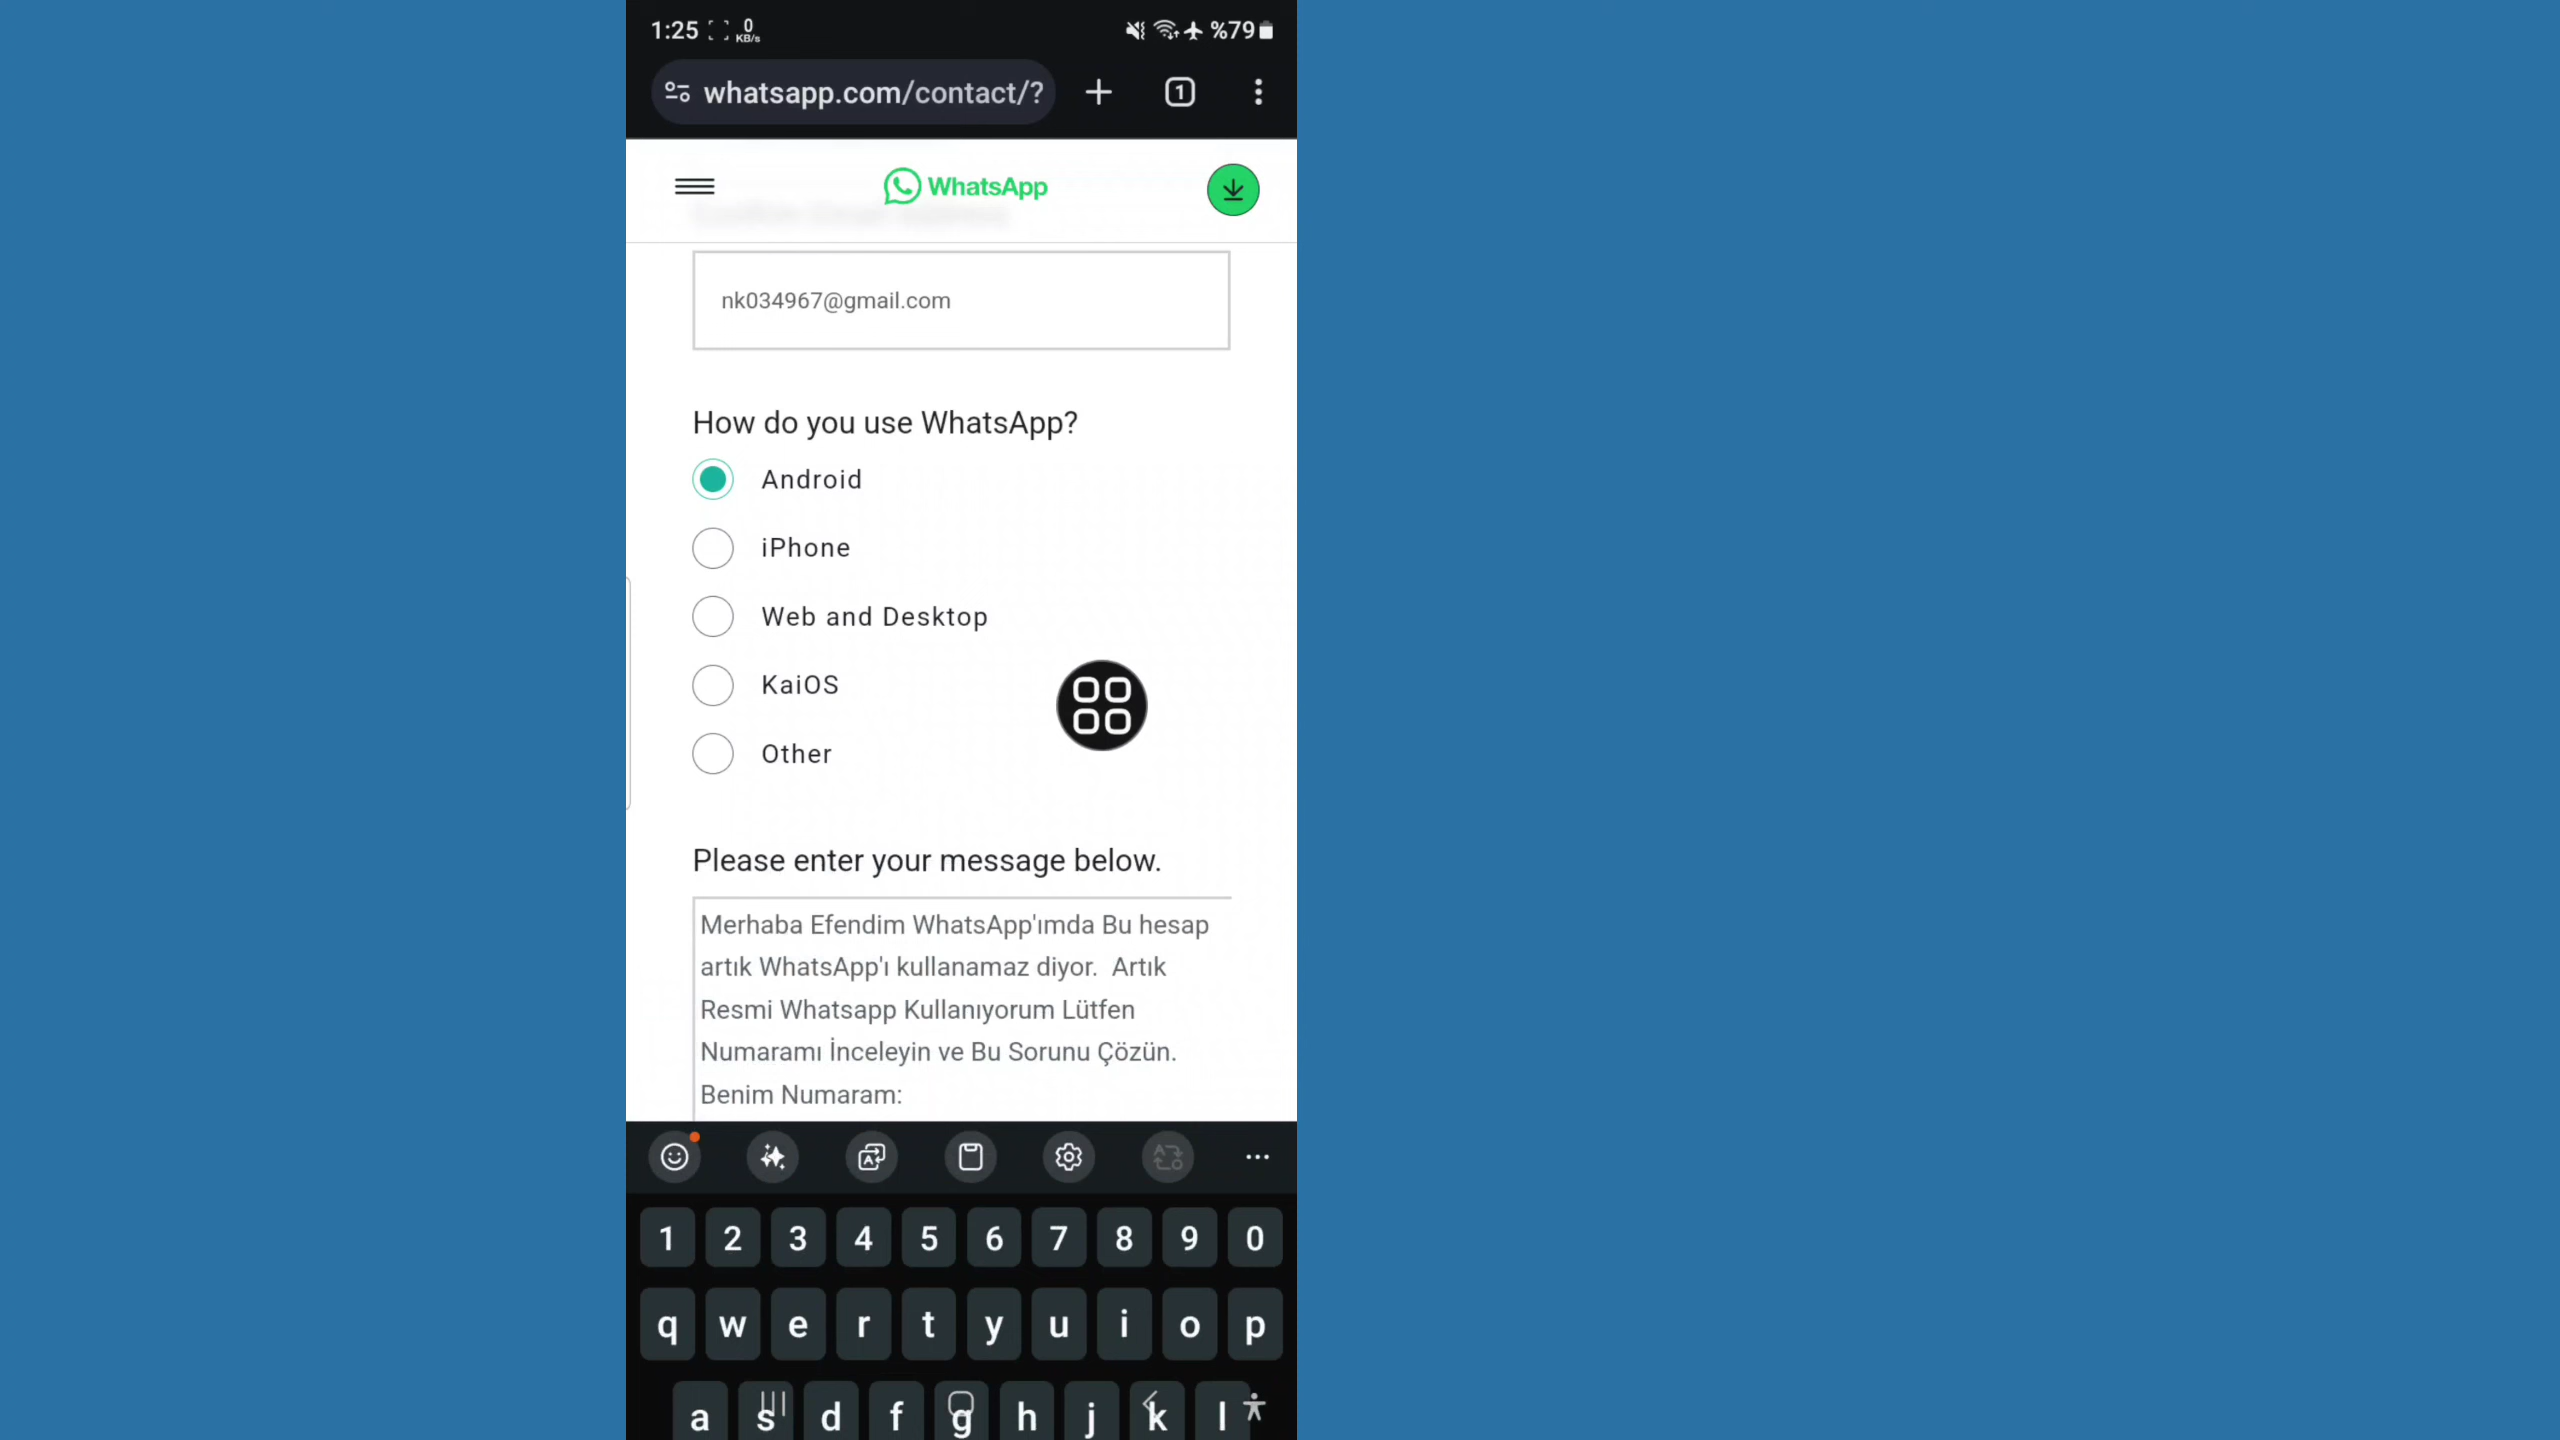 1:25
0
KB/s
%79
whatsapp.com/contact/?
1
WhatsApp
nk034967@gmail.com
How do you use WhatsApp?
Android
iPhone
Web and Desktop
KaiOS
Other
Please enter your message below.
Merhaba Efendim WhatsApp'ımda Bu hesap
artık WhatsApp'ı kullanamaz diyor.  Artık
Resmi Whatsapp Kullanıyorum Lütfen
Numaramı İnceleyin ve Bu Sorunu Çözün.
Benim Numaram:
1 2 3 4 5 6 7 8 9 0
q w e r t y u i o p
a s d f g h j k l